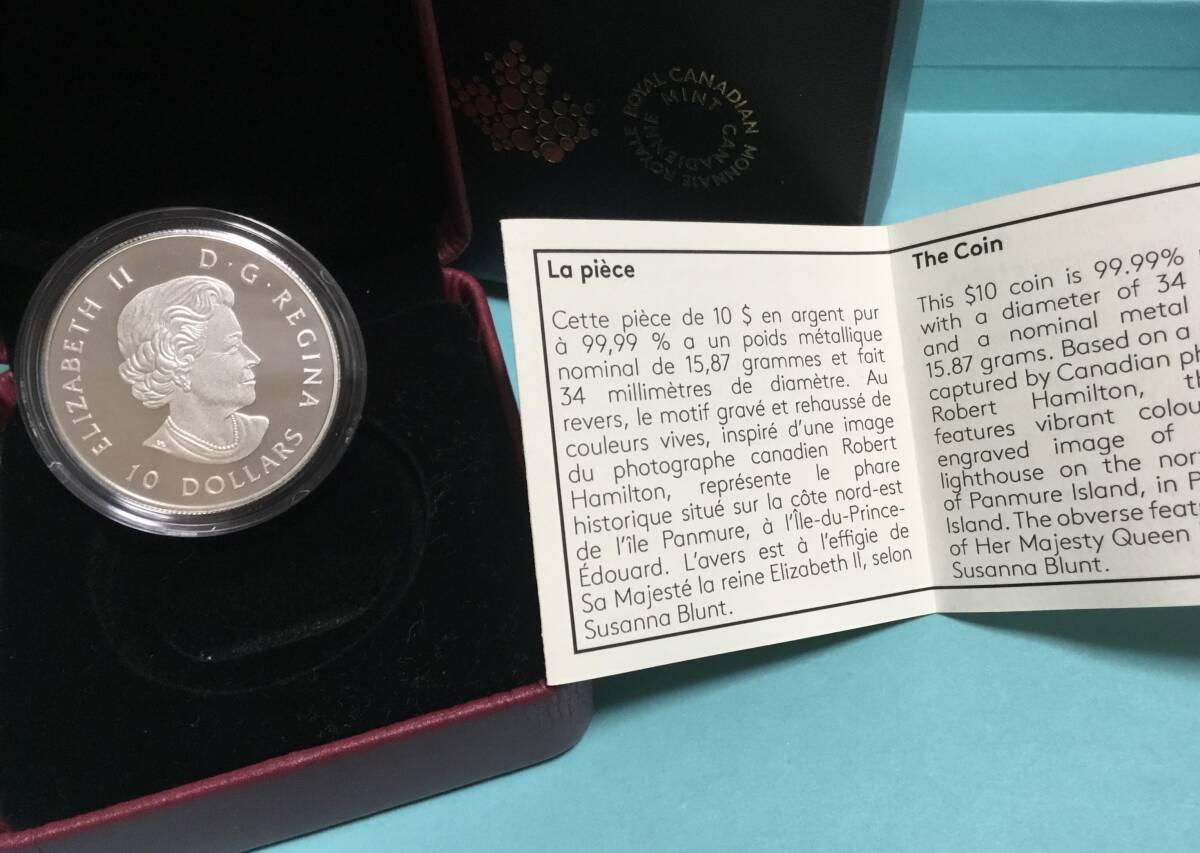 ROYAL CANADIAN MINT
MONNAIE ROYALE CANADIENNE
ELIZABETH II D·G·REGINA
10 DOLLARS
La pièce
Cette pièce de 10 $ en argent pur
à 99,99 % a un poids métallique
nominal de 15,87 grammes et fait
34 millimètres de diamètre. Au
revers, le motif gravé et rehaussé de
couleurs vives, inspiré d'une image
du photographe canadien Robert
Hamilton, représente le phare
historique situé sur la côte nord-est
de l'île Panmure, à l'Île-du-Prince-
Édouard. L'avers est à l'effigie de
Sa Majesté la reine Elizabeth II, selon
Susanna Blunt.
The Coin
This $10 coin is 99.99%
with a diameter of 34
and a nominal metal
15.87 grams. Based on a
captured by Canadian ph
Robert Hamilton, th
features vibrant colou
engraved image of
lighthouse on the nor
of Panmure Island, in P
Island. The obverse featu
of Her Majesty Queen
Susanna Blunt.